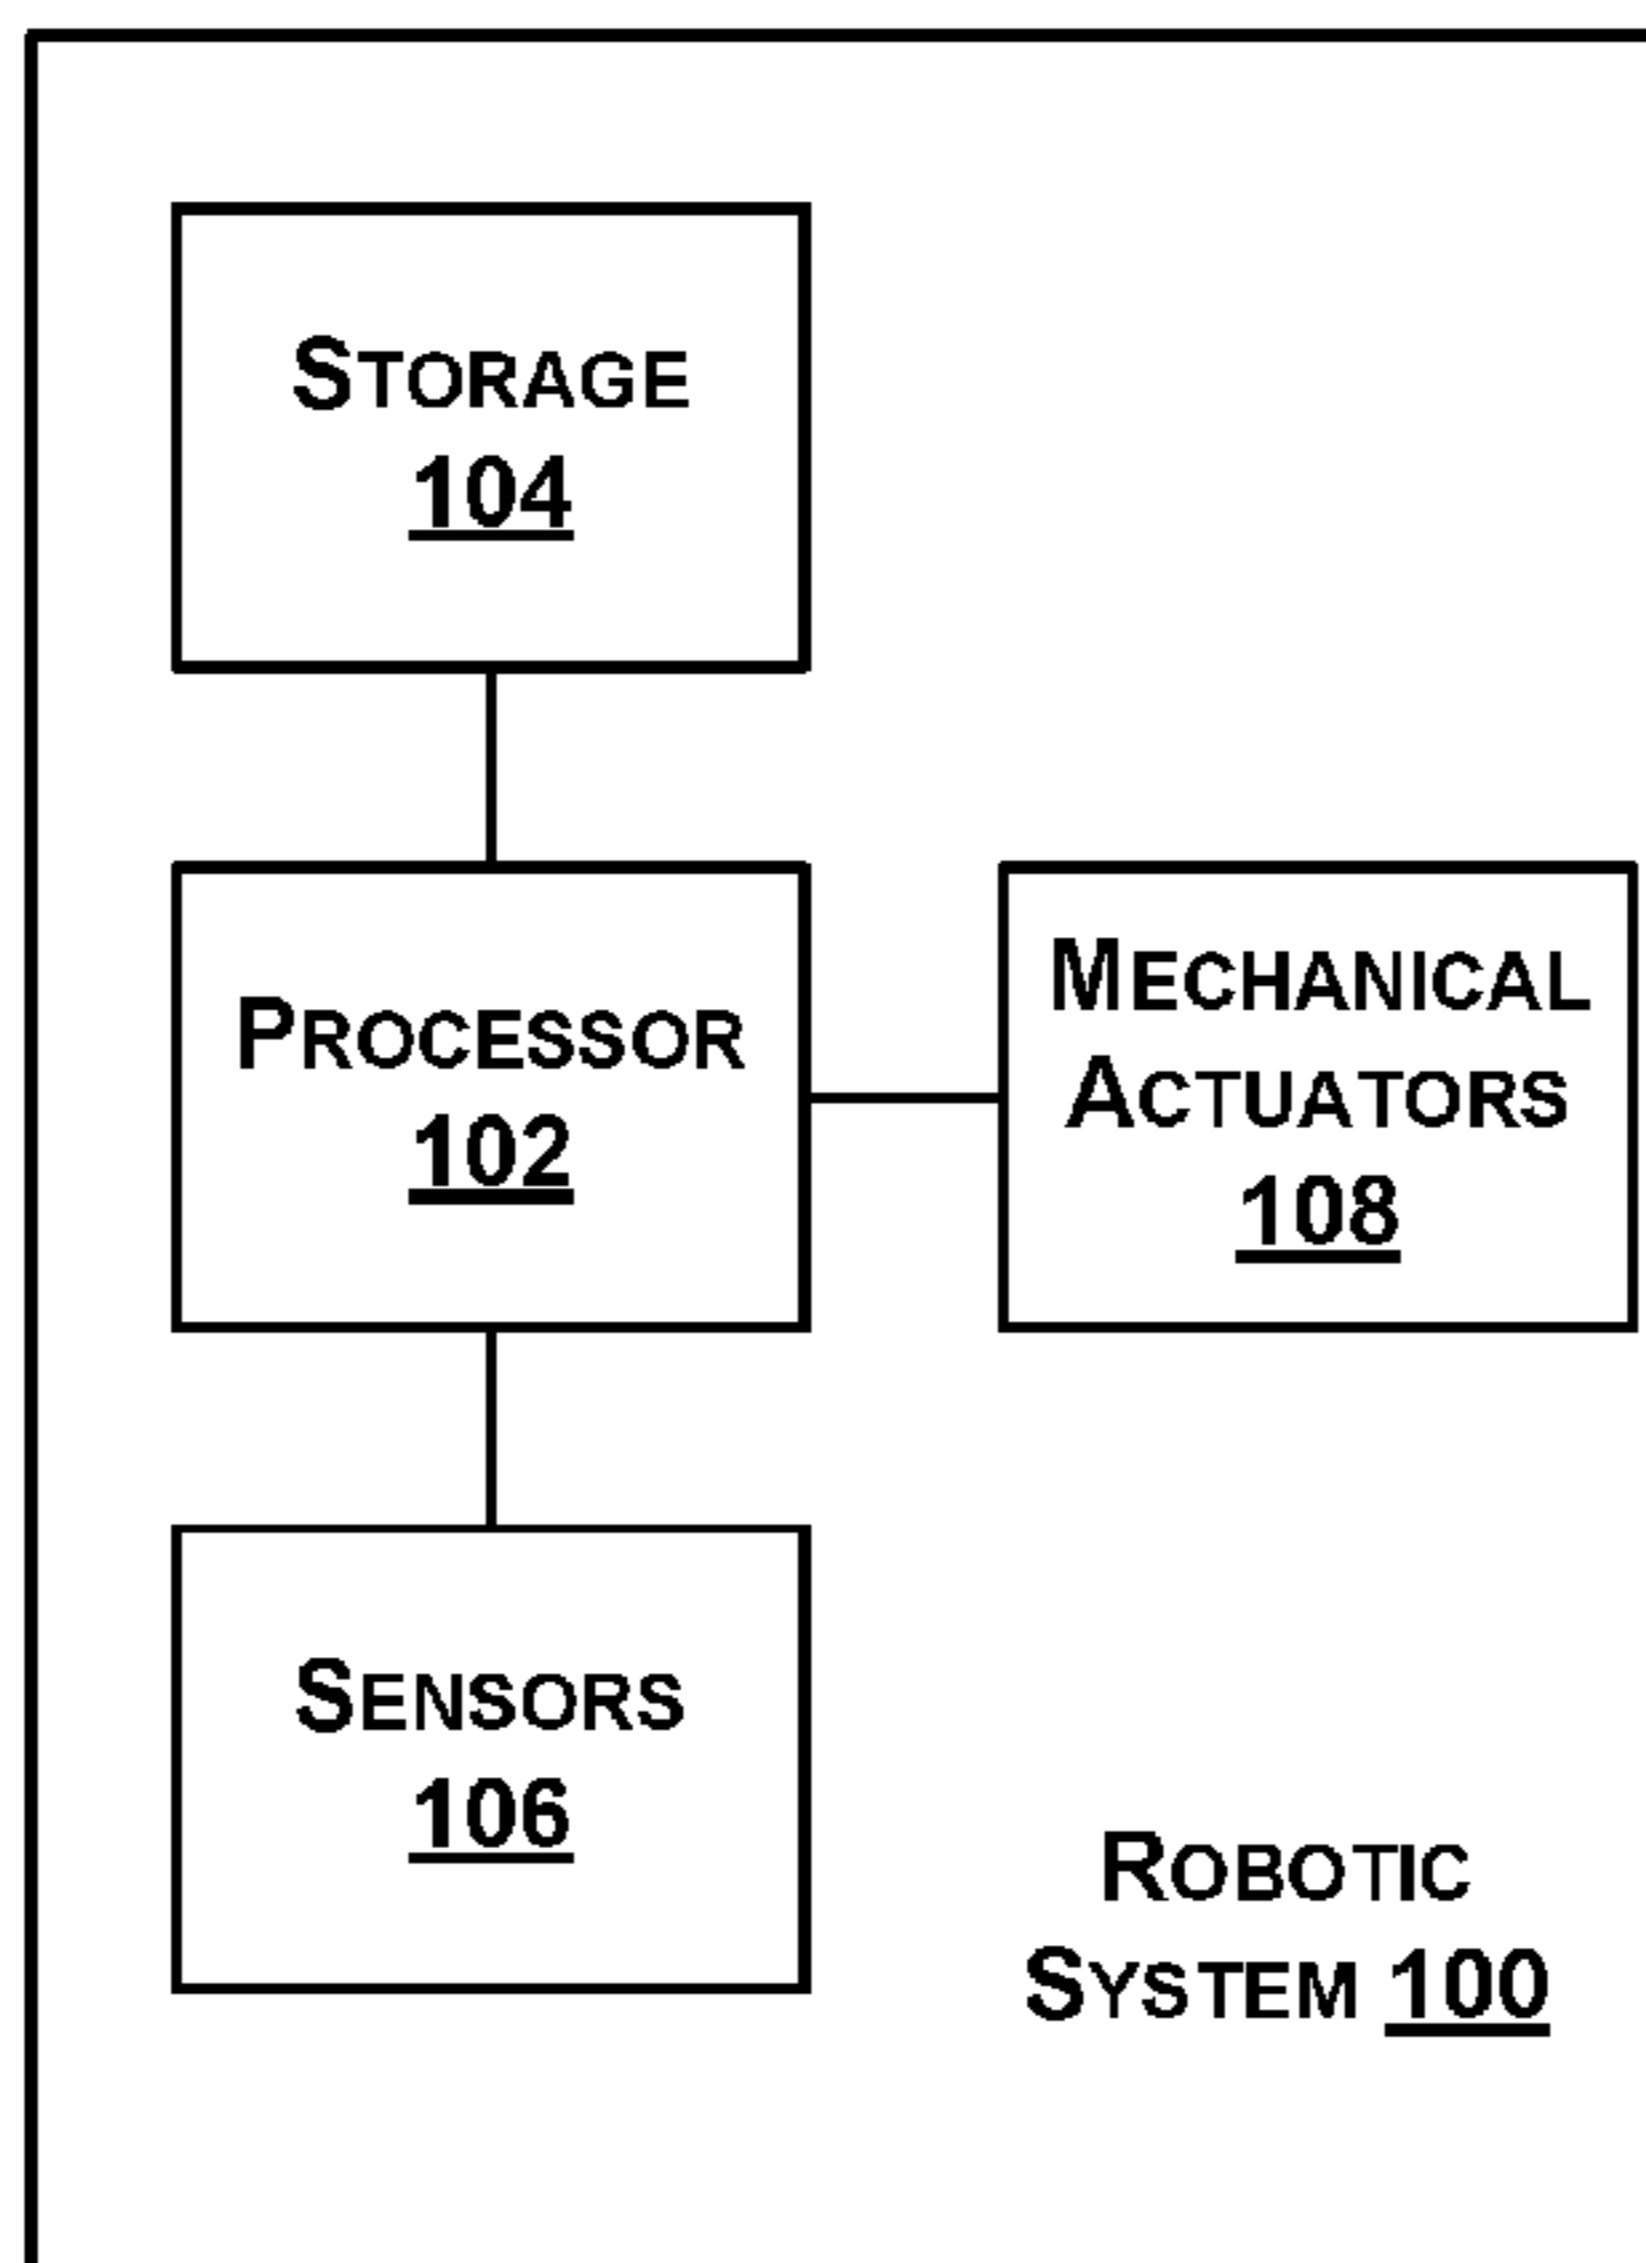 STORAGE
104
PROCESSOR
102
MECHANICAL
ACTUATORS
108
SENSORS
106
ROBOTIC
SYSTEM 100